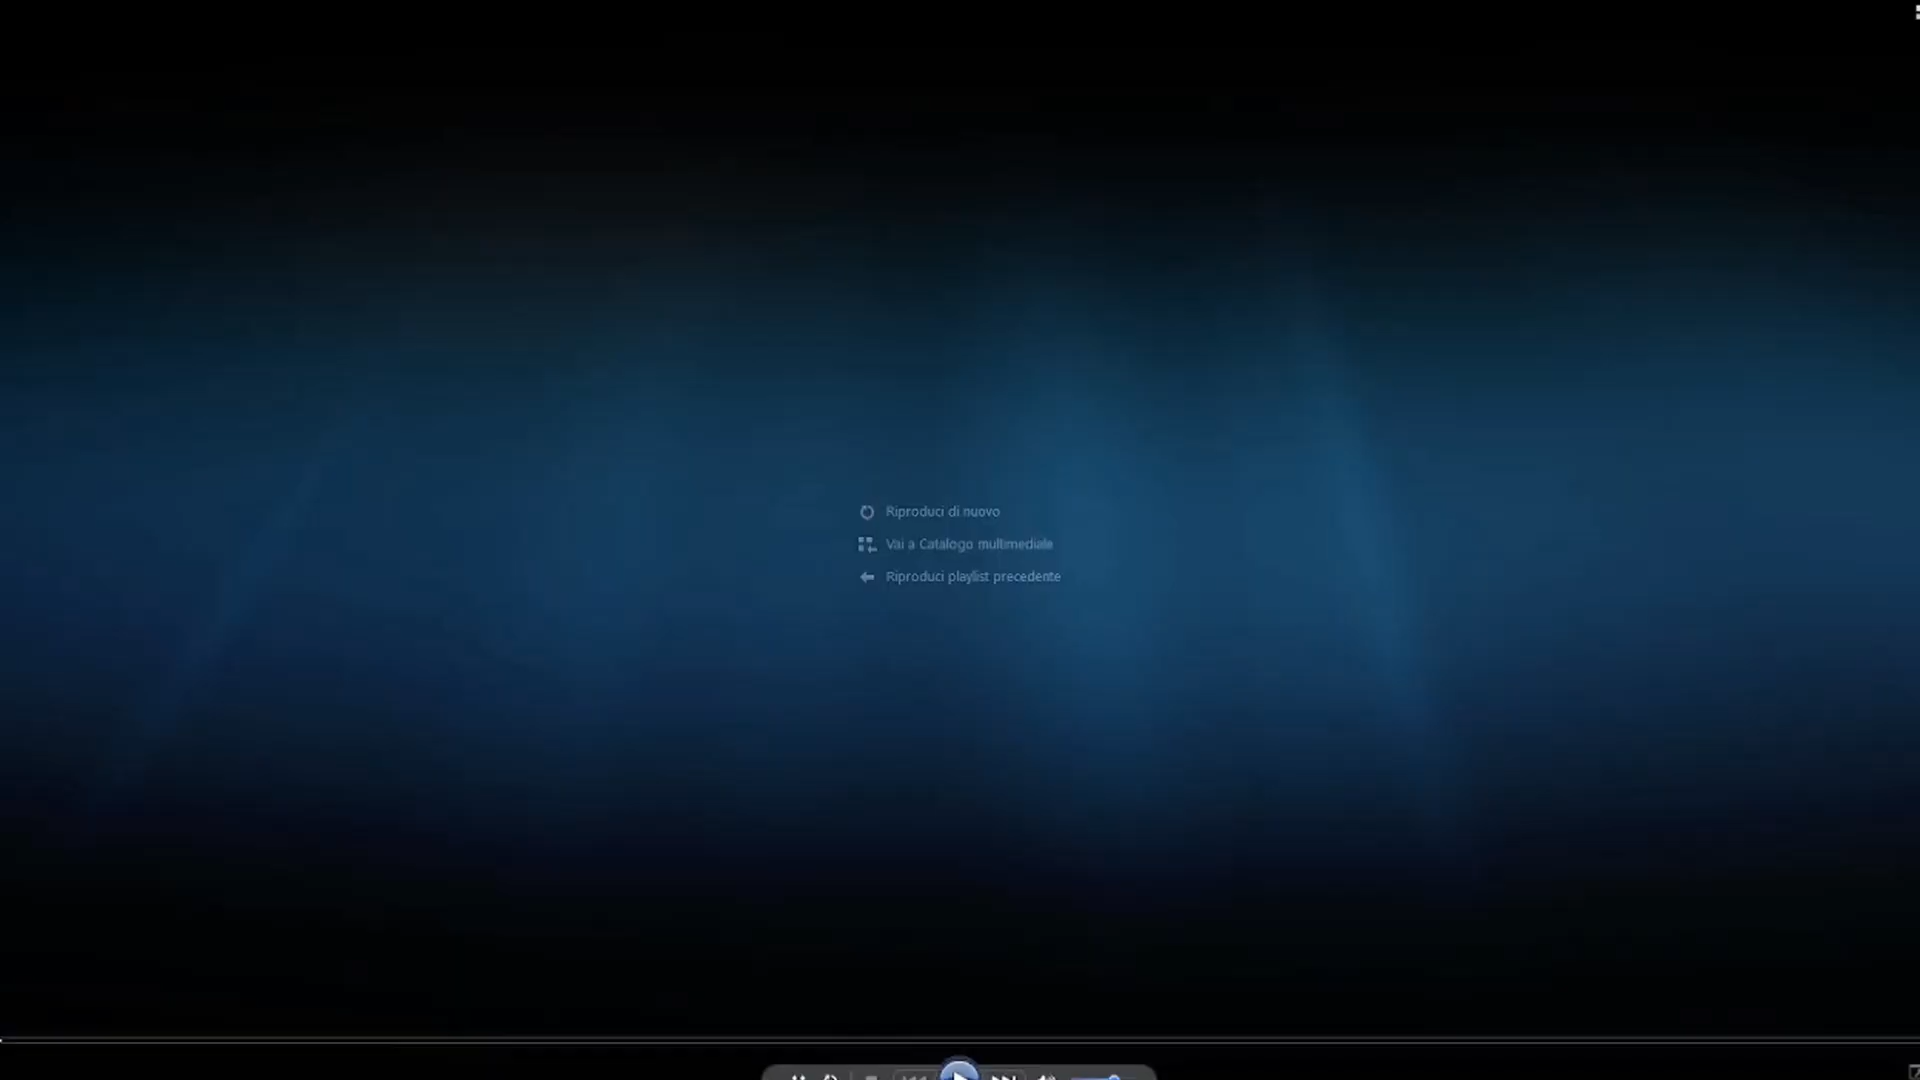 Riproduci di nuovo
Vai a Catalogo multimediale
Riproduci playlist precedente